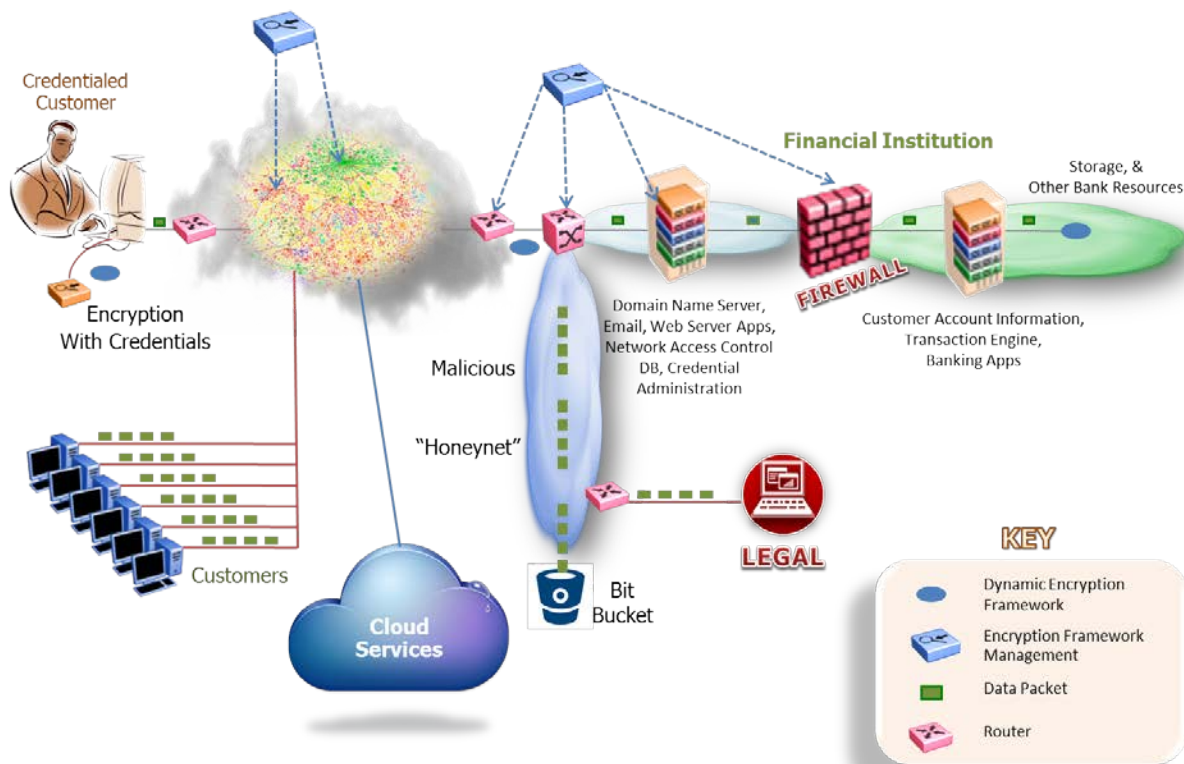 Credentialed
Customer
Encryption
With Credentials
Customers
Cloud
Services
Malicious
“Honeynet”
Bit
Bucket
LEGAL
Domain Name Server,
Email, Web Server Apps,
Network Access Control
DB, Credential
Administration
Financial Institution
FIREWALL
Storage, &
Other Bank Resources
Customer Account Information,
Transaction Engine,
Banking Apps
KEY
Dynamic Encryption
Framework
Encryption Framework
Management
Data Packet
Router